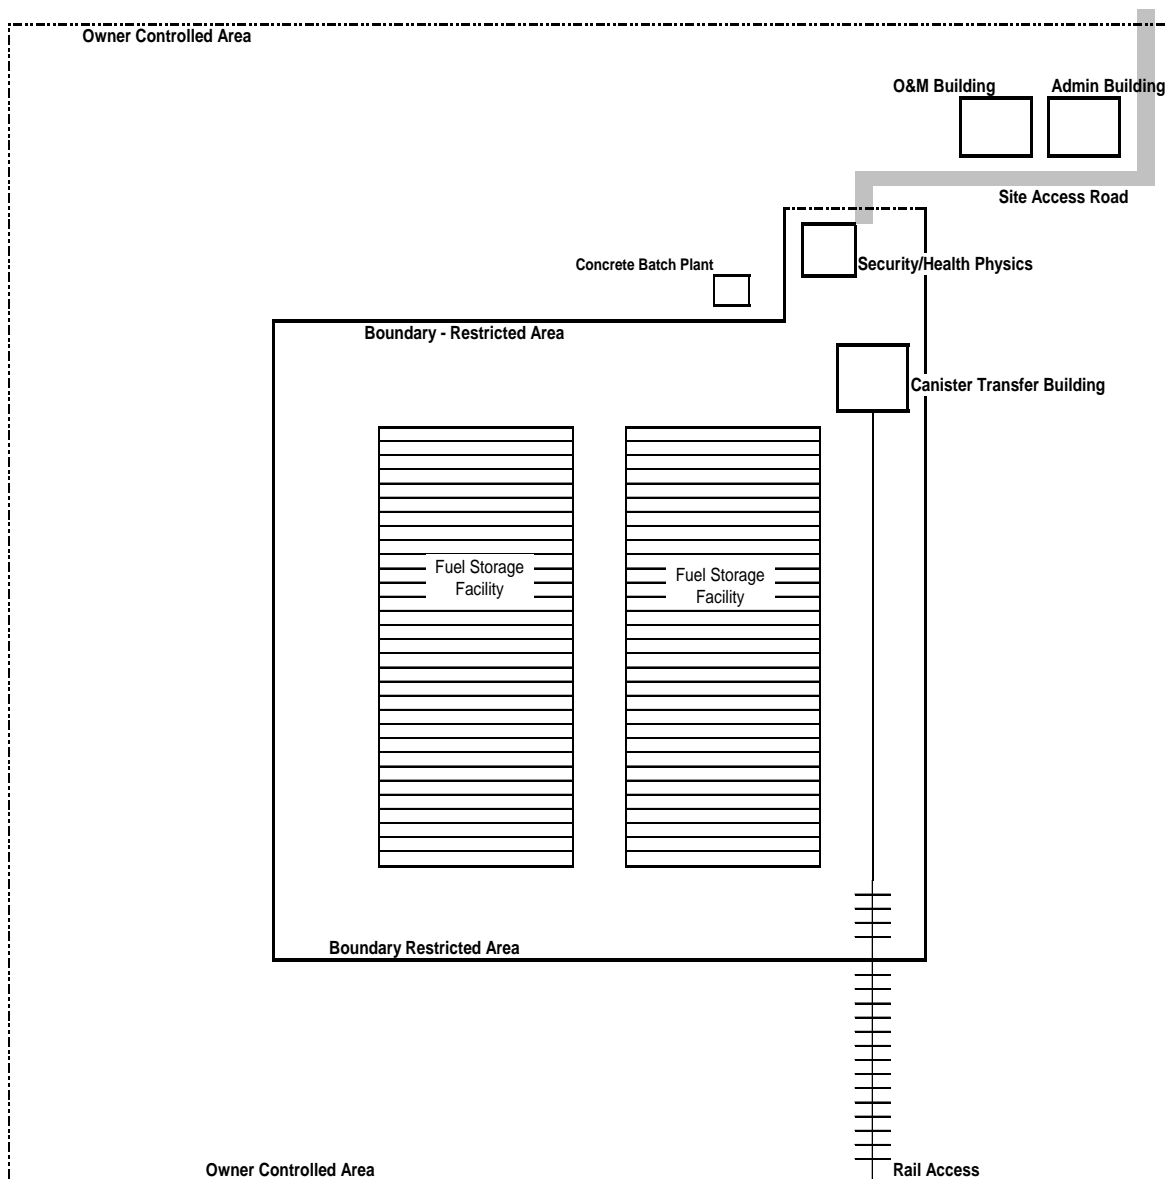 Owner Controlled Area
O&M Building
Admin Building
Site Access Road
Concrete Batch Plant
Security/Health Physics
Boundary - Restricted Area
Canister Transfer Building
Fuel Storage
Facility
Fuel Storage
Facility
Boundary Restricted Area
Owner Controlled Area
Rail Access